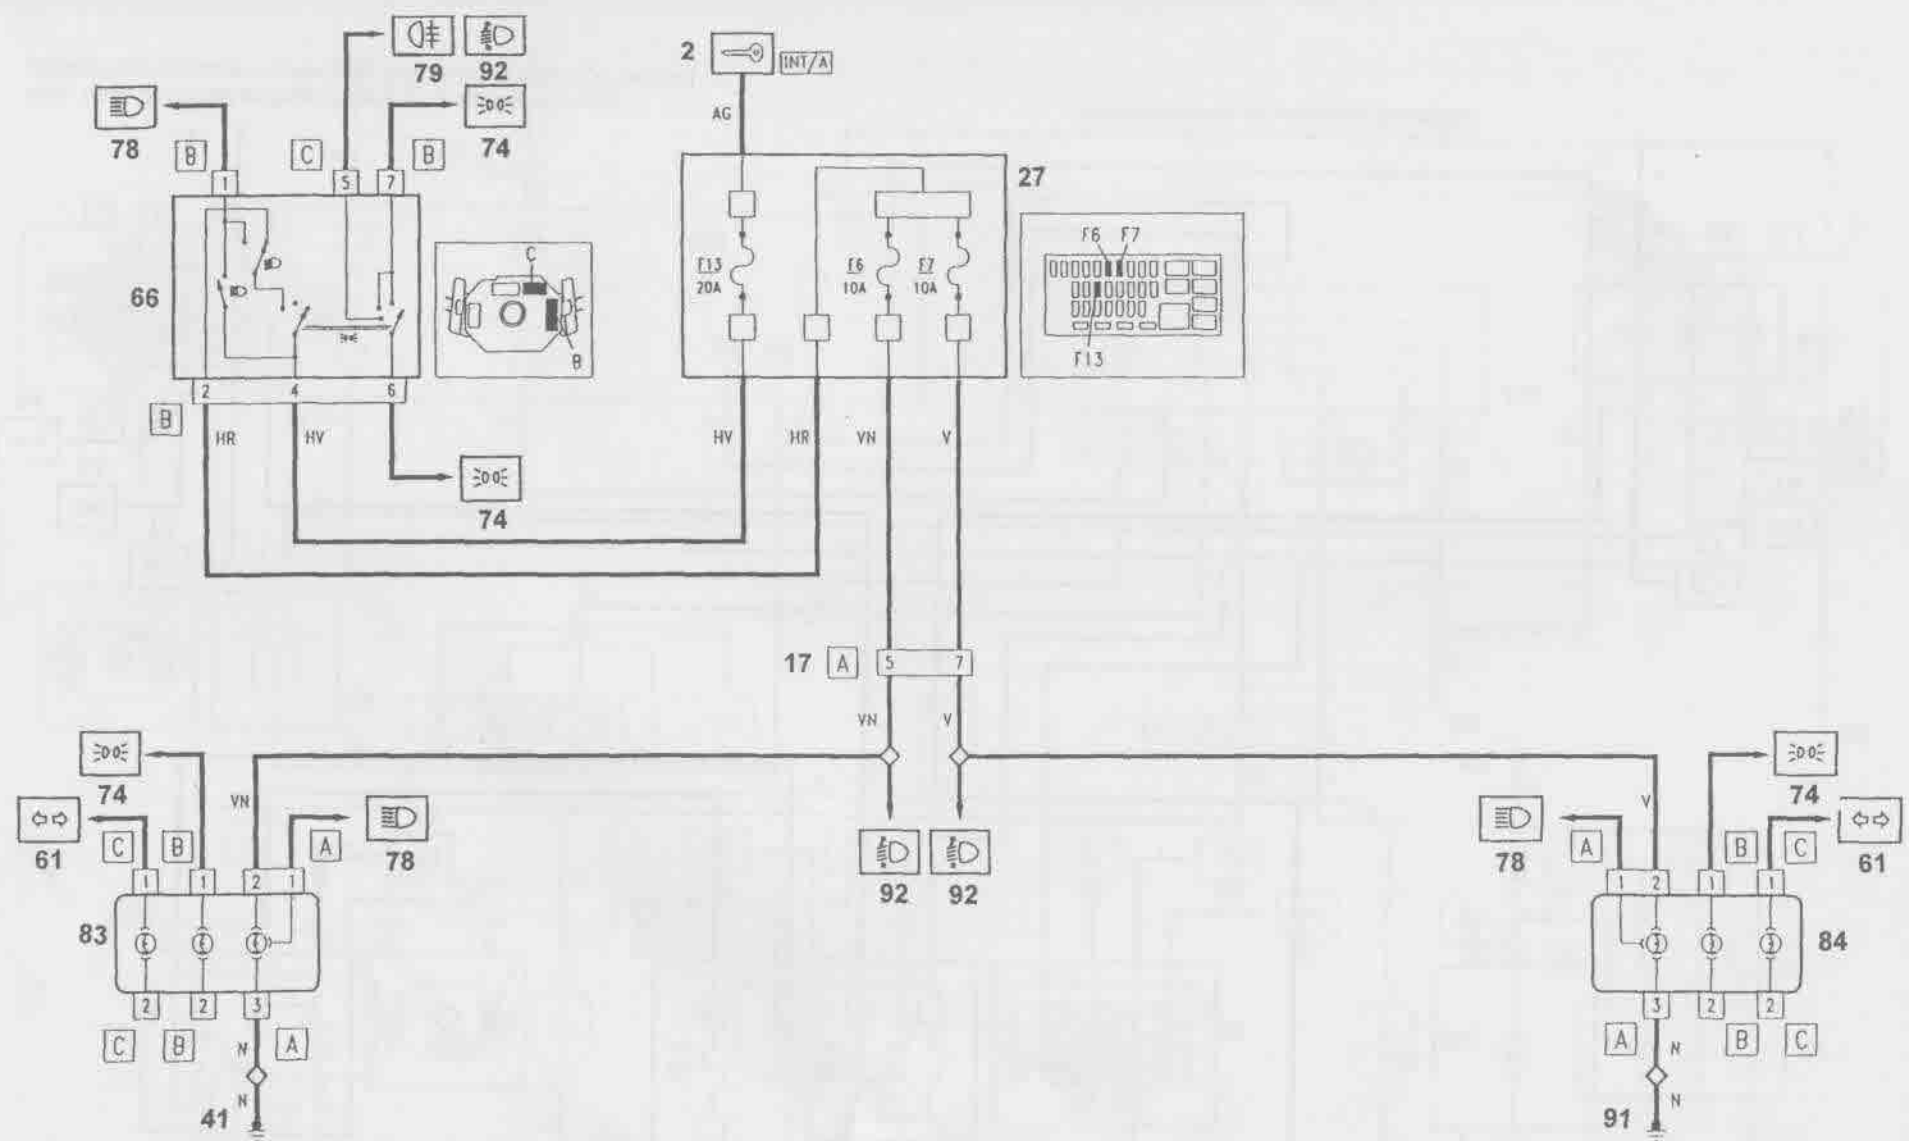 79 92
2 INT/A
AG
78 B C B 74
1 5 7
27
F6 F7
C
F13 20A
F6 10A
F7 10A
66
B
F13
2 4 6
B
HR HV HV HR VN V
74
17 A 5 7
VN V
74 VN V 74
61 C B A 78
92 92
78 A B C 61
1 1 2 1
1 2 1 1
83 84
2 2 3
3 2 2
C B N A
A N B C
41 N
91 N